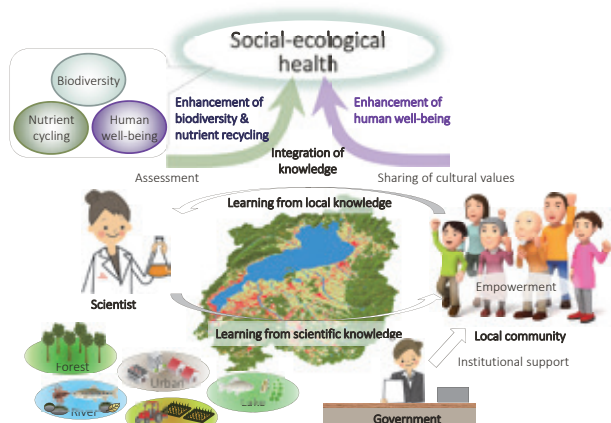 Social-ecological
health
Biodiversity
Nutrient
cycling
Human
well-being
Enhancement of
biodiversity &
nutrient recycling
Enhancement of
human well-being
Integration of
knowledge
Assessment
Sharing of cultural values
Learning from local knowledge
Scientist
Empowerment
Learning from scientific knowledge
Local community
Institutional support
Forest
Urban
River
Lake
Government